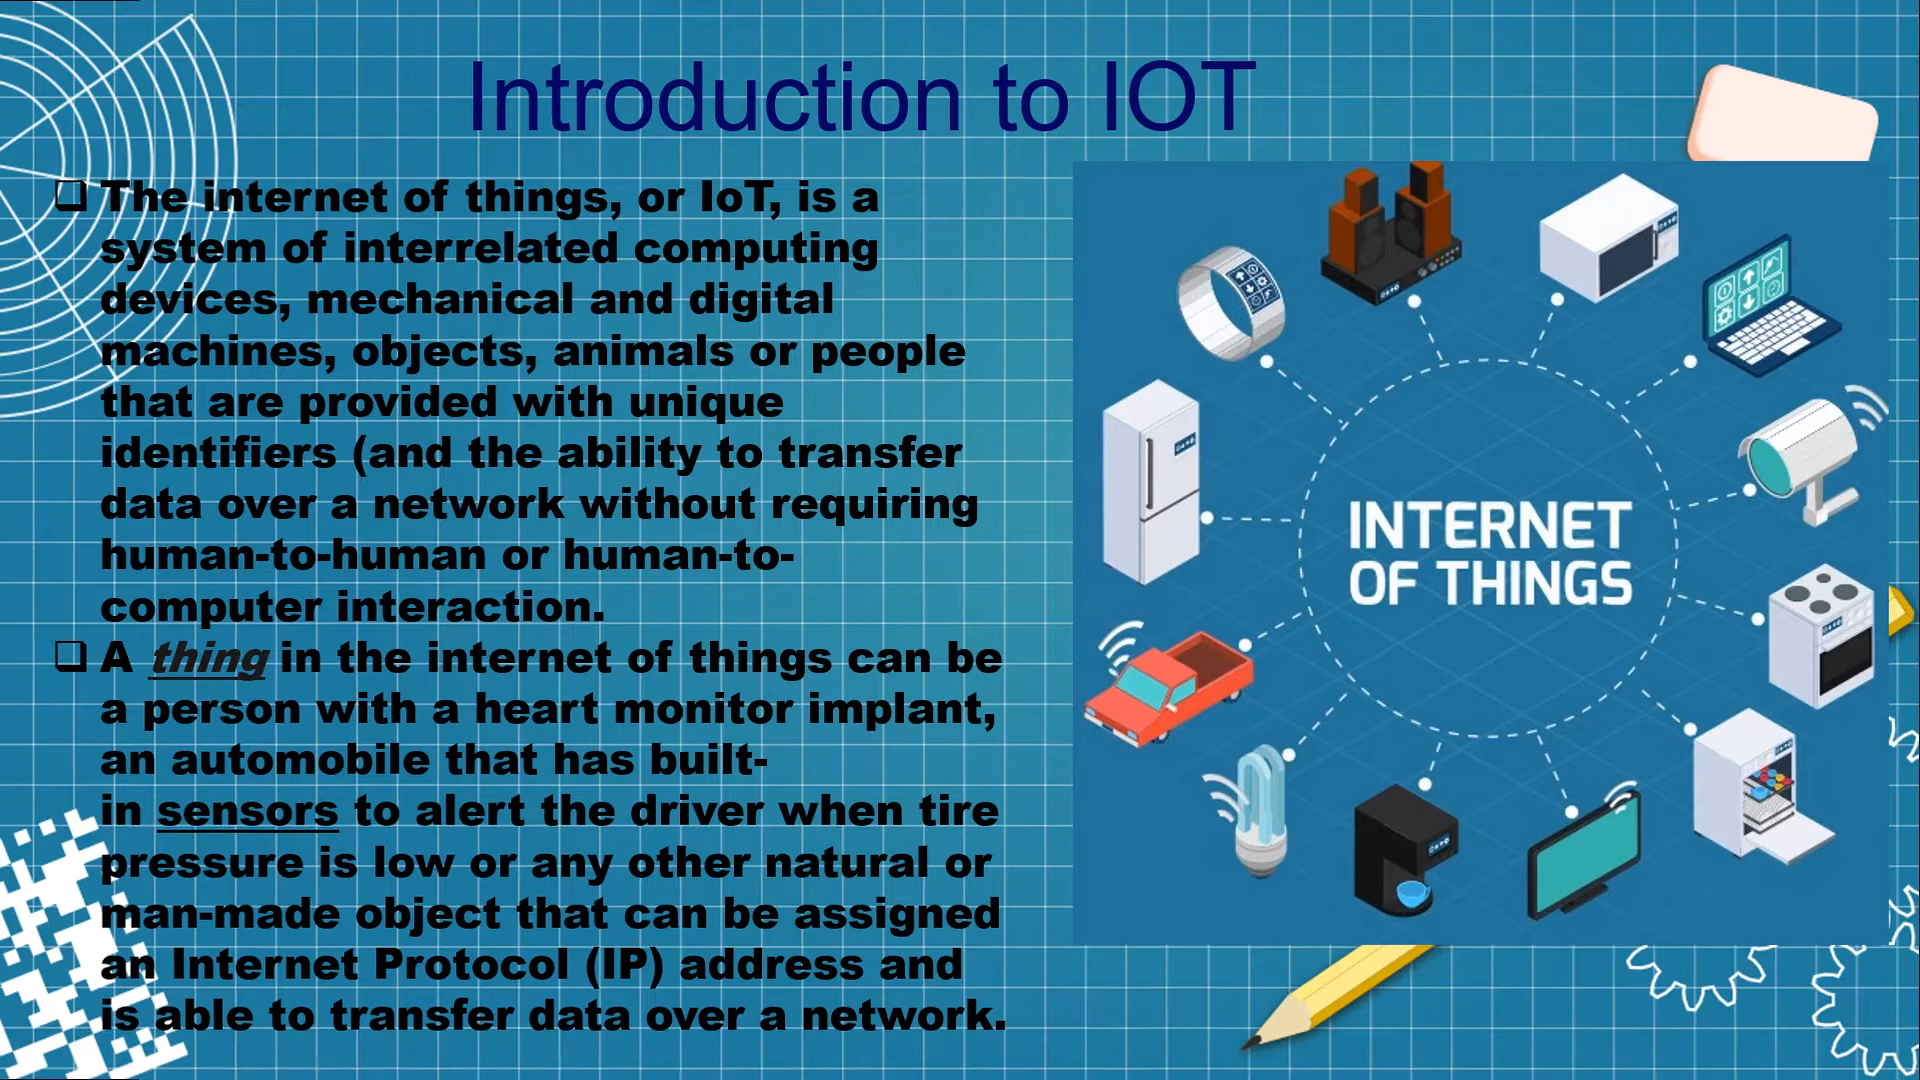 Introduction to IOT
❑ The internet of things, or IoT, is a
system of interrelated computing
devices, mechanical and digital
machines, objects, animals or people
that are provided with unique
identifiers (and the ability to transfer
data over a network without requiring
human-to-human or human-to-
computer interaction.
❑ A thing in the internet of things can be
a person with a heart monitor implant,
an automobile that has built-
in sensors to alert the driver when tire
pressure is low or any other natural or
man-made object that can be assigned
an Internet Protocol (IP) address and
is able to transfer data over a network.
INTERNET
OF THINGS